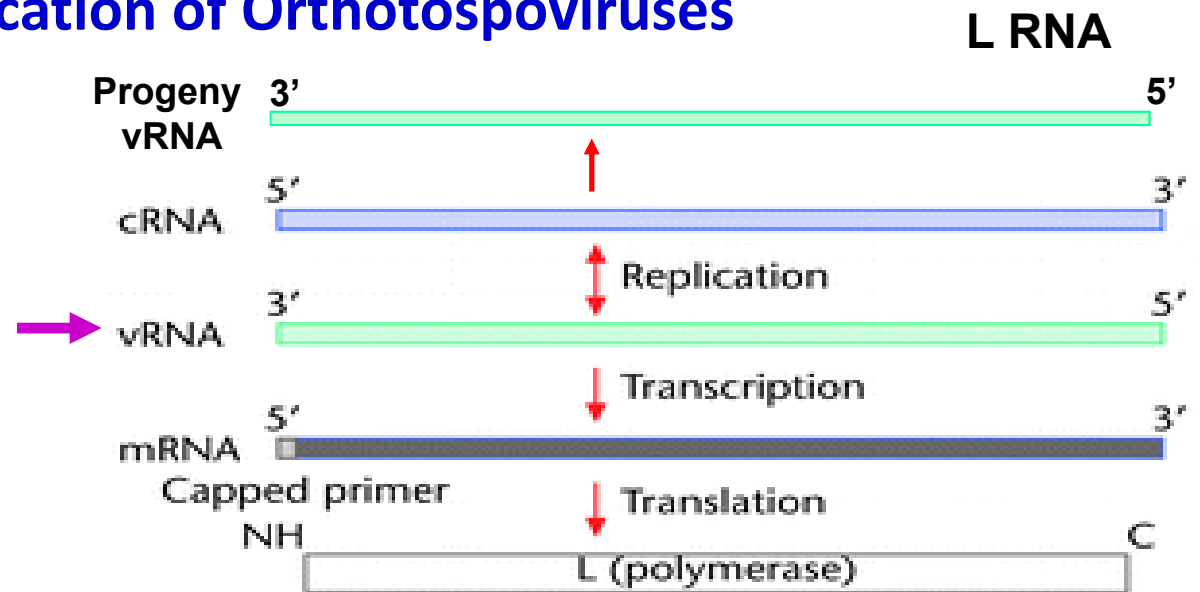 cation of Orthotospoviruses
L RNA
Progeny 3’ 5’
vRNA
5′ 3′
cRNA
Replication
3′ 5′
vRNA
Transcription
5′ 3′
mRNA
Capped primer
Translation
NH C
L (polymerase)